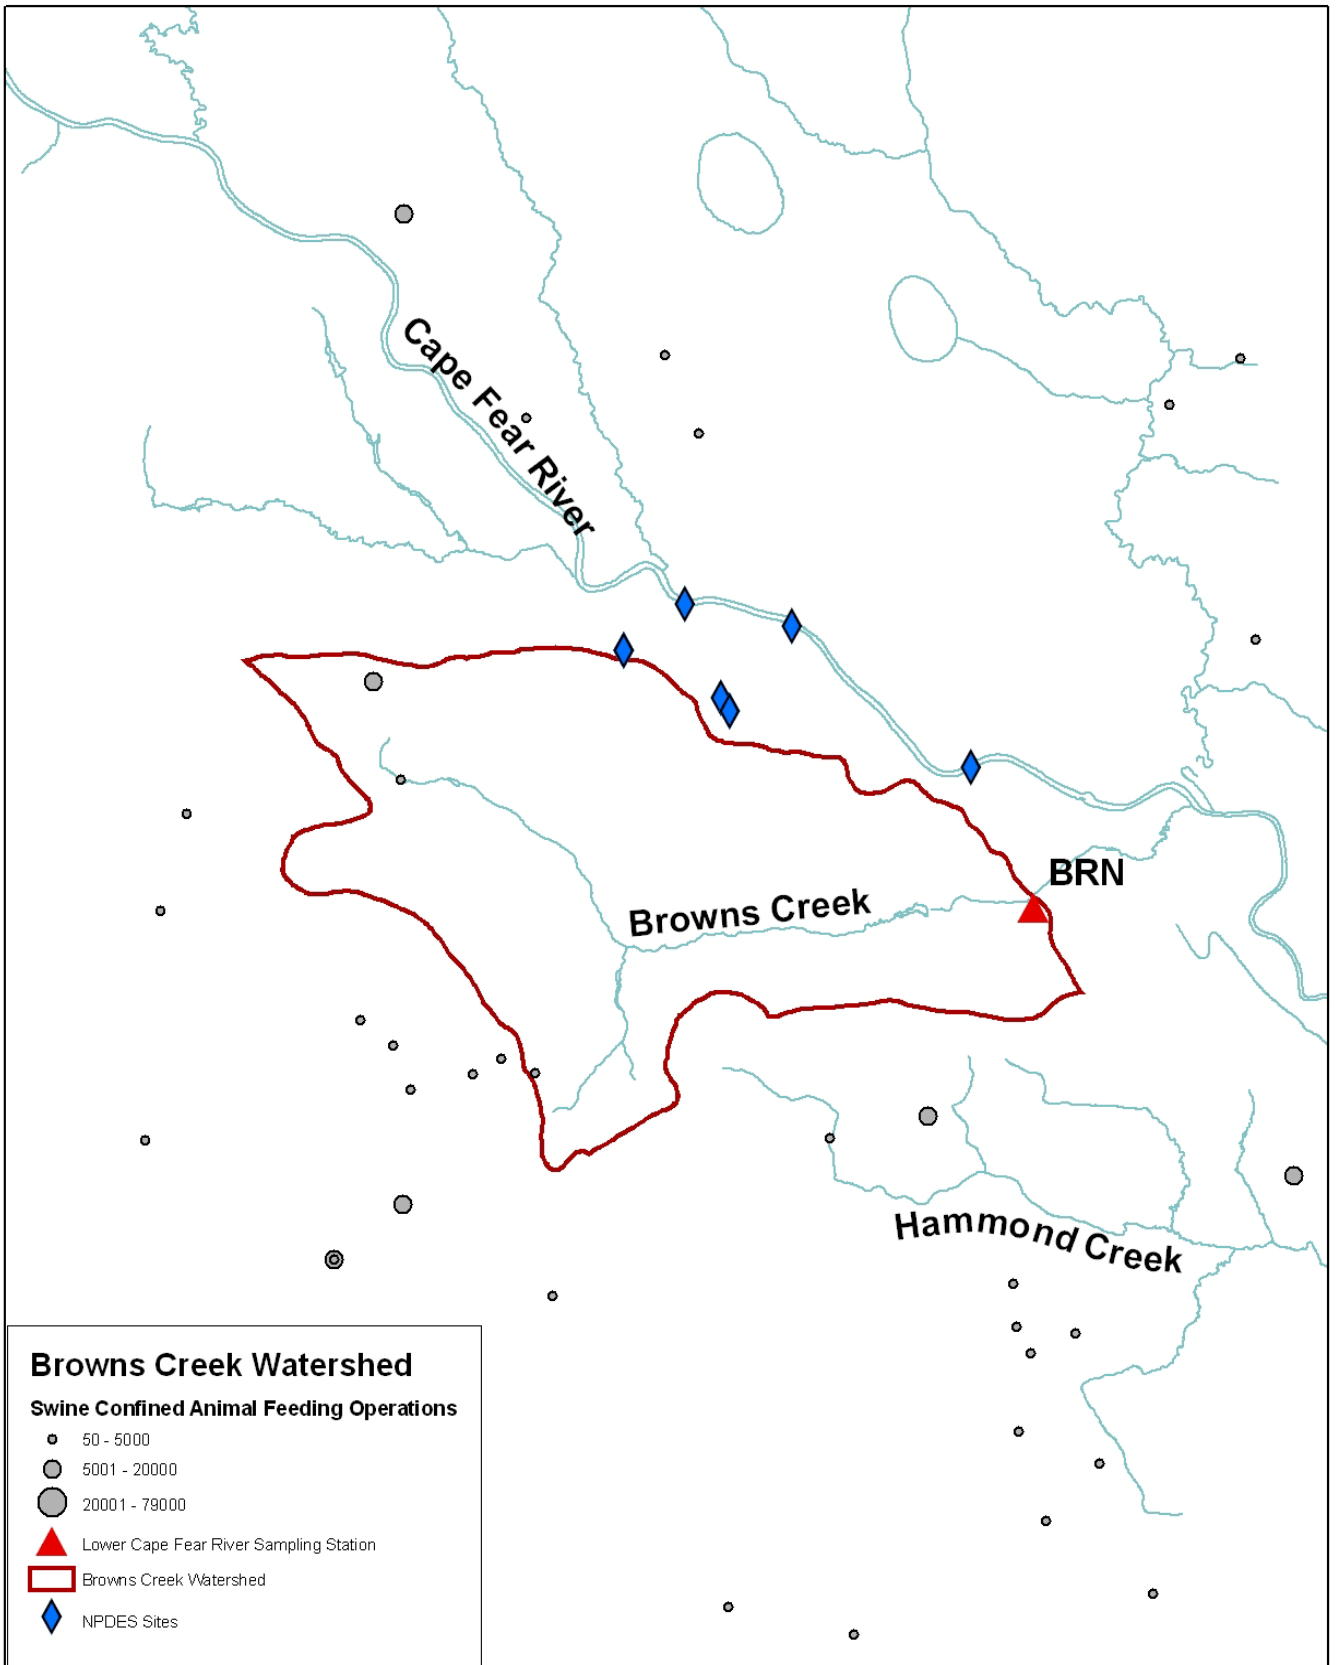 Cape Fear River
BRN
Browns Creek
Hammond Creek
Browns Creek Watershed
Swine Confined Animal Feeding Operations
50 - 5000
5001 - 20000
20001 - 79000
Lower Cape Fear River Sampling Station
Browns Creek Watershed
NPDES Sites